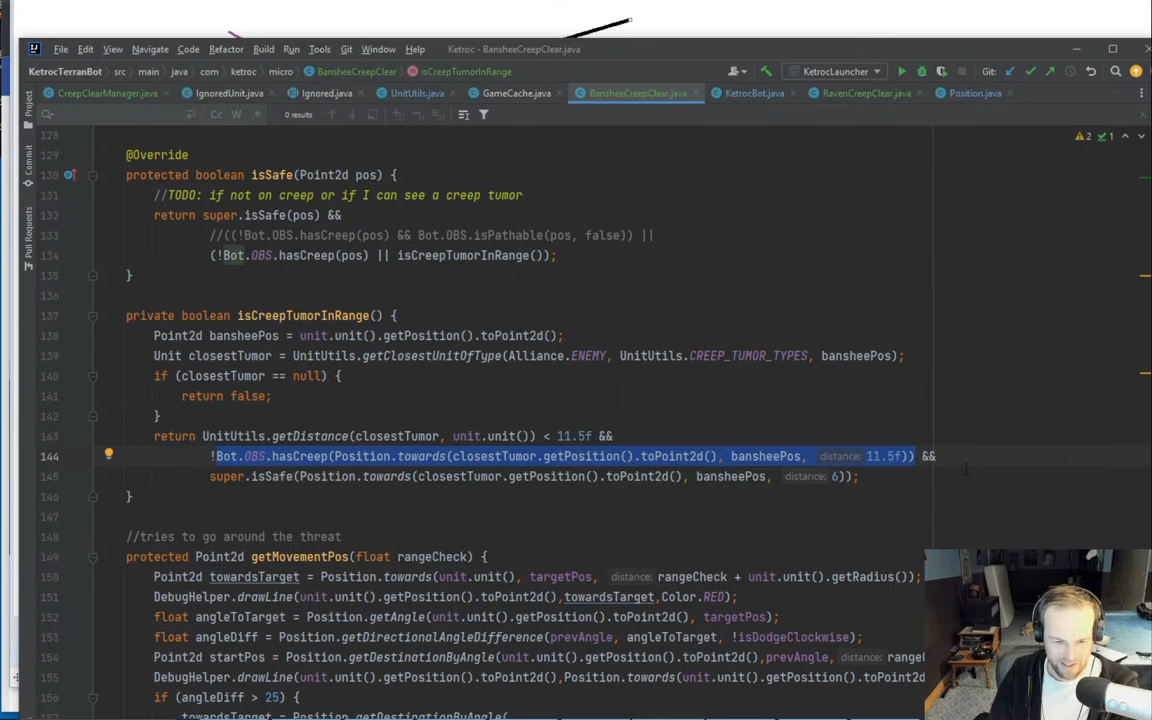 File Edit View Navigate Code Refactor Build Run Tools Git Window Help Ketroc - BansheeCreepClear.java
KetrocTerranBot src main java com ketroc micro BansheeCreepClear isCreepTumorInRange KetrocLauncher Git:
CreepClearManager.java IgnoredUnit.java Ignored.java UnitUtils.java GameCache.java BansheeCreepClear.java KetrocBot.java RavenCreepClear.java Position.java
Project
Commit
Pull Requests
Cc W .* 0 results
2 1
128
129 @Override
130 protected boolean isSafe(Point2d pos) {
131 //TODO: if not on creep or if I can see a creep tumor
132 return super.isSafe(pos) &&
133 //((!Bot.OBS.hasCreep(pos) && Bot.OBS.isPathable(pos, false)) ||
134 (!Bot.OBS.hasCreep(pos) || isCreepTumorInRange());
135 }
136
137 private boolean isCreepTumorInRange() {
138 Point2d bansheePos = unit.unit().getPosition().toPoint2d();
139 Unit closestTumor = UnitUtils.getClosestUnitOfType(Alliance.ENEMY, UnitUtils.CREEP_TUMOR_TYPES, bansheePos);
140 if (closestTumor == null) {
141 return false;
142 }
143 return UnitUtils.getDistance(closestTumor, unit.unit()) < 11.5f &&
144 !Bot.OBS.hasCreep(Position.towards(closestTumor.getPosition().toPoint2d(), bansheePos, distance: 11.5f)) &&
145 super.isSafe(Position.towards(closestTumor.getPosition().toPoint2d(), bansheePos, distance: 6));
146 }
147
148 //tries to go around the threat
149 protected Point2d getMovementPos(float rangeCheck) {
150 Point2d towardsTarget = Position.towards(unit.unit(), targetPos, distance: rangeCheck + unit.unit().getRadius());
151 DebugHelper.drawLine(unit.unit().getPosition().toPoint2d(),towardsTarget,Color.RED);
152 float angleToTarget = Position.getAngle(unit.unit().getPosition().toPoint2d(), targetPos);
153 float angleDiff = Position.getDirectionalAngleDifference(prevAngle, angleToTarget, !isDodgeClockwise);
154 Point2d startPos = Position.getDestinationByAngle(unit.unit().getPosition().toPoint2d(),prevAngle, distance: rang
155 DebugHelper.drawLine(unit.unit().getPosition().toPoint2d(),Position.towards(unit.unit().getPosition().toPoint2d
156 if (angleDiff > 25) {
towardsTarget = Position.getDestinationByAngle(